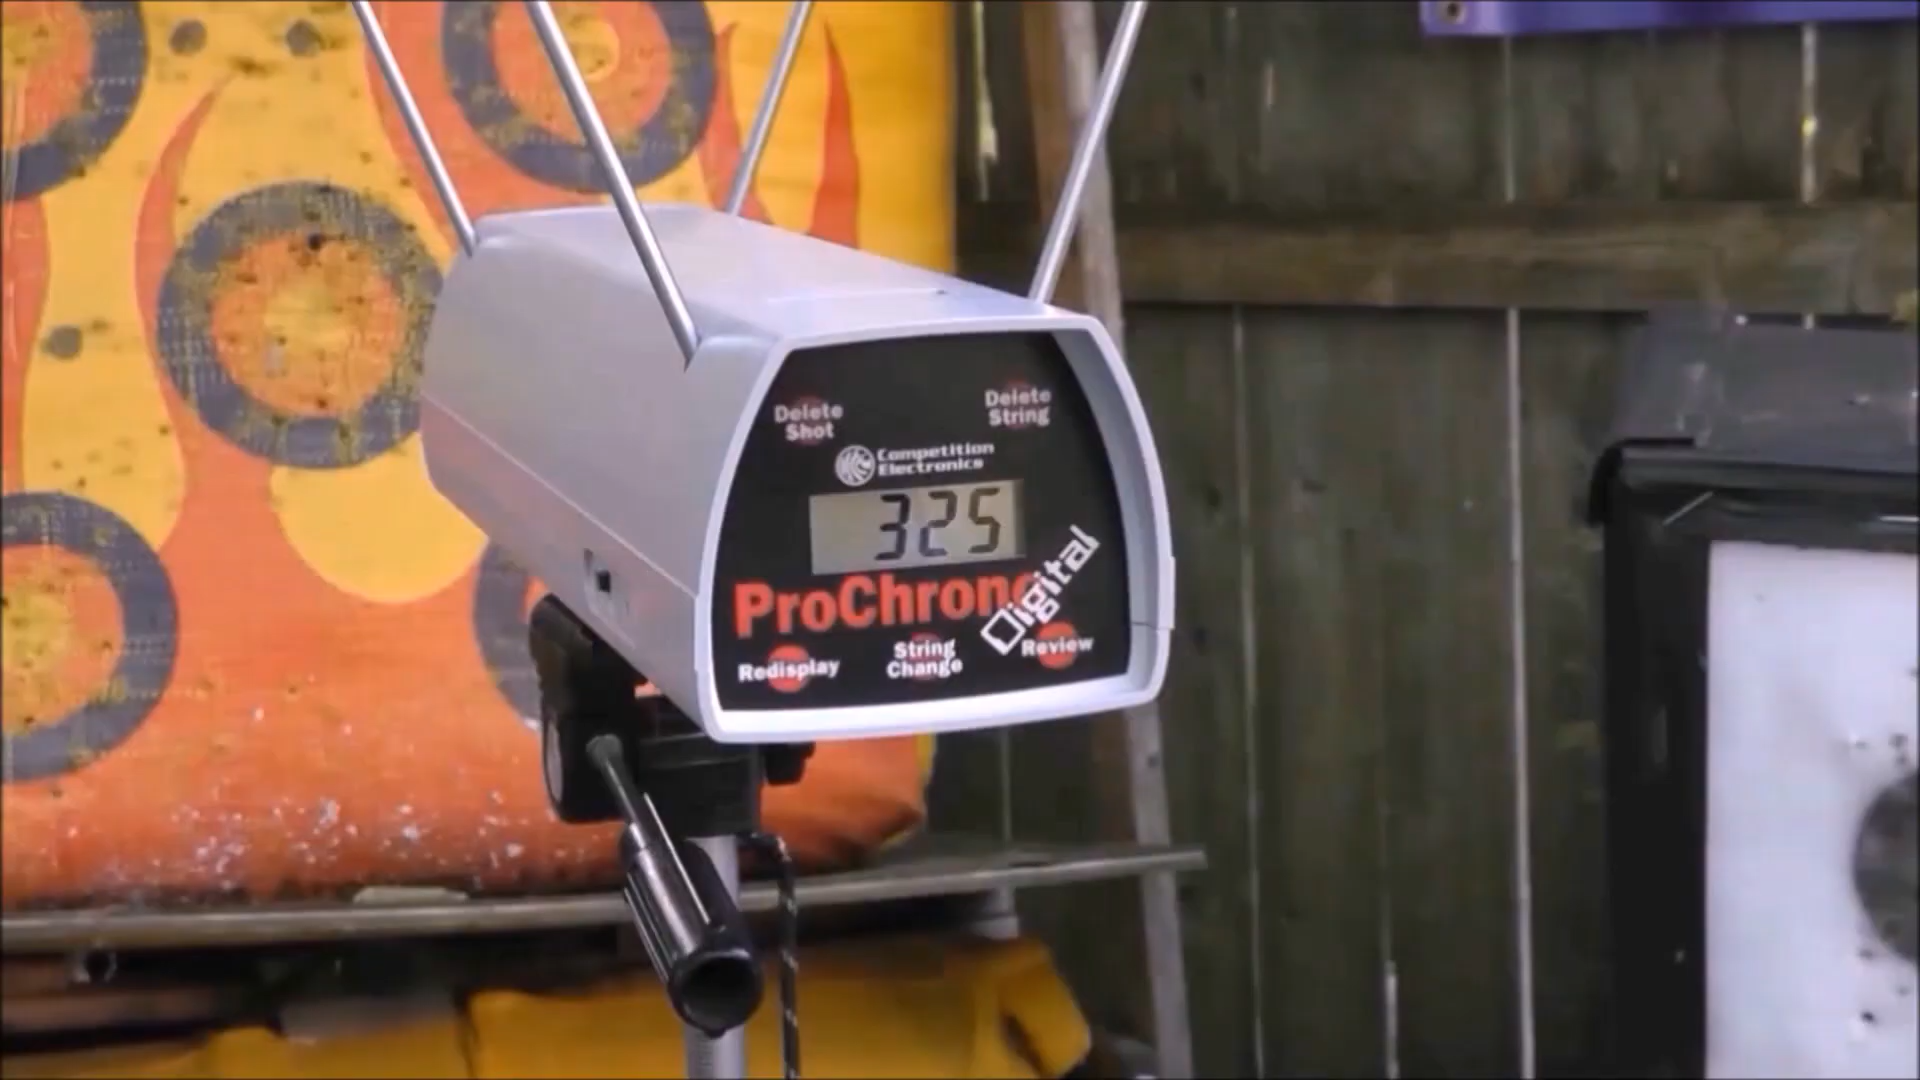 Delete
Shot
Delete
String
Competition
Electronics
325
ProChrono
Digital
Redisplay
String
Change
Review